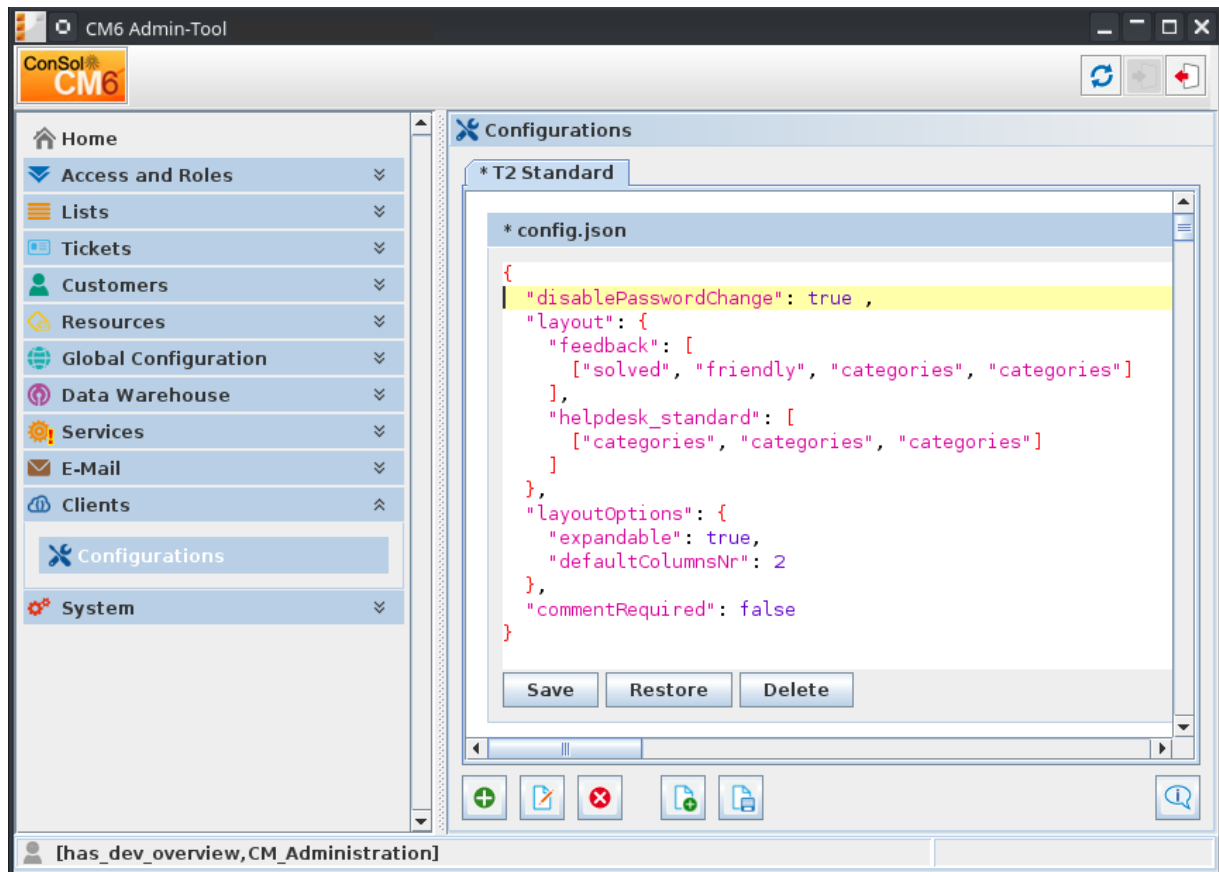 CM6 Admin-Tool
ConSol
CM6
Home
Access and Roles
Lists
Tickets
Customers
Resources
Global Configuration
Data Warehouse
Services
E-Mail
Clients
Configurations
System
Configurations
* T2 Standard
* config.json
{
"disablePasswordChange": true ,
"layout": {
"feedback": [
["solved", "friendly", "categories", "categories"]
],
"helpdesk_standard": [
["categories", "categories", "categories"]
]
},
"layoutOptions": {
"expandable": true,
"defaultColumnsNr": 2
},
"commentRequired": false
}
Save Restore Delete
[has_dev_overview,CM_Administration]